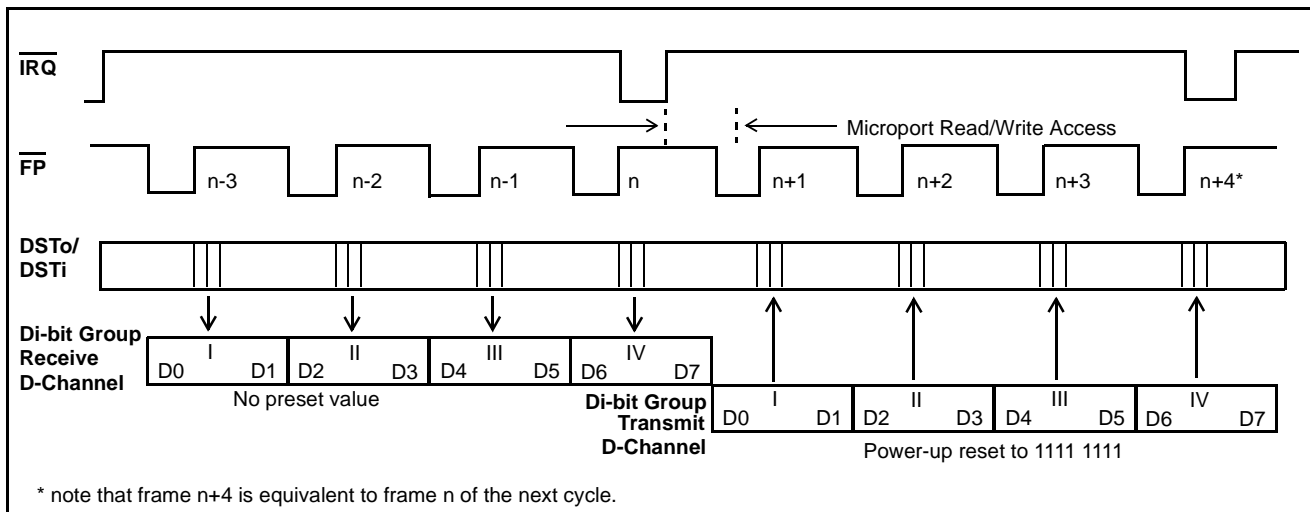 IRQ
Microport Read/Write Access
FP
n-3 n-2 n-1 n n+1 n+2 n+3 n+4*
DSTo/
DSTi
Di-bit Group
Receive
D-Channel
I II III IV
D0 D1 D2 D3 D4 D5 D6 D7
No preset value
Di-bit Group
Transmit
D-Channel
I II III IV
D0 D1 D2 D3 D4 D5 D6 D7
Power-up reset to 1111 1111
* note that frame n+4 is equivalent to frame n of the next cycle.